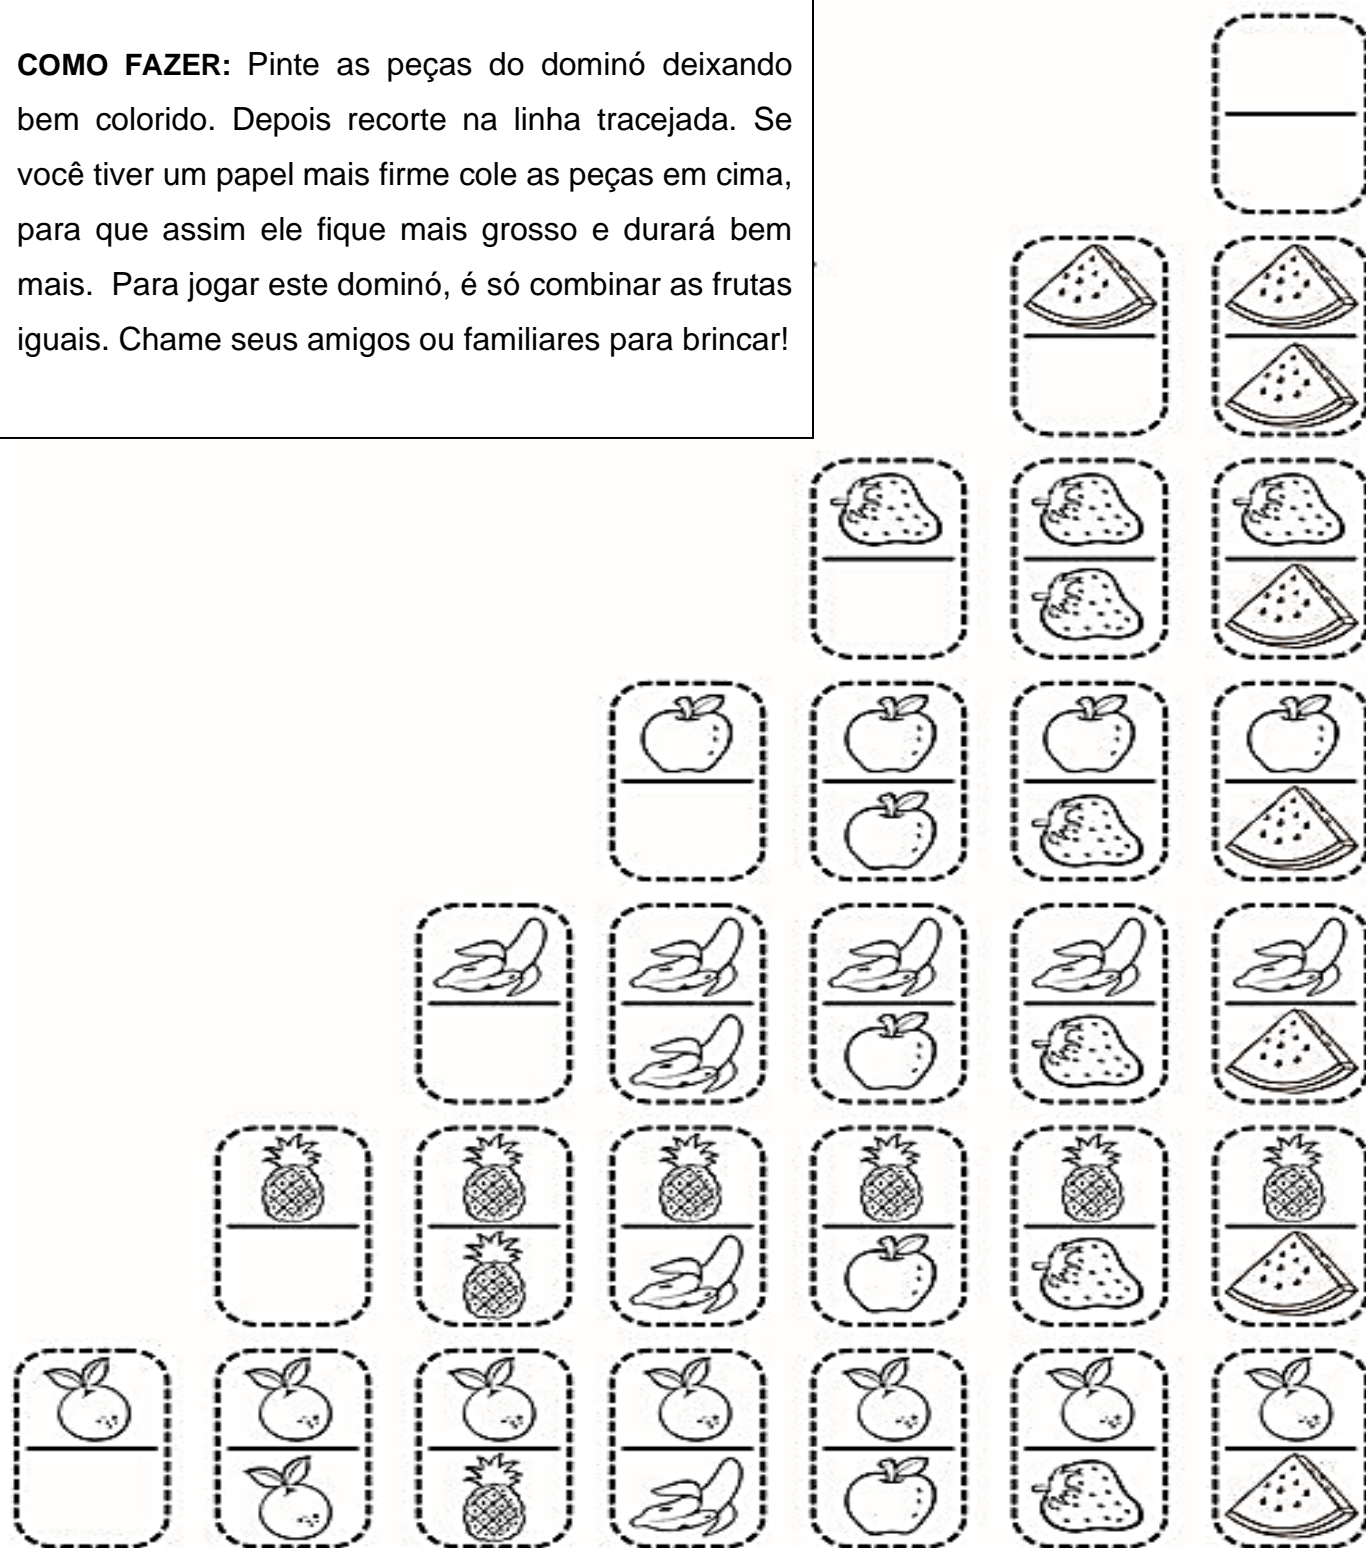 COMO FAZER: Pinte as peças do dominó deixando
bem colorido. Depois recorte na linha tracejada. Se
você tiver um papel mais firme cole as peças em cima,
para que assim ele fique mais grosso e durará bem
mais. Para jogar este dominó, é só combinar as frutas
iguais. Chame seus amigos ou familiares para brincar!